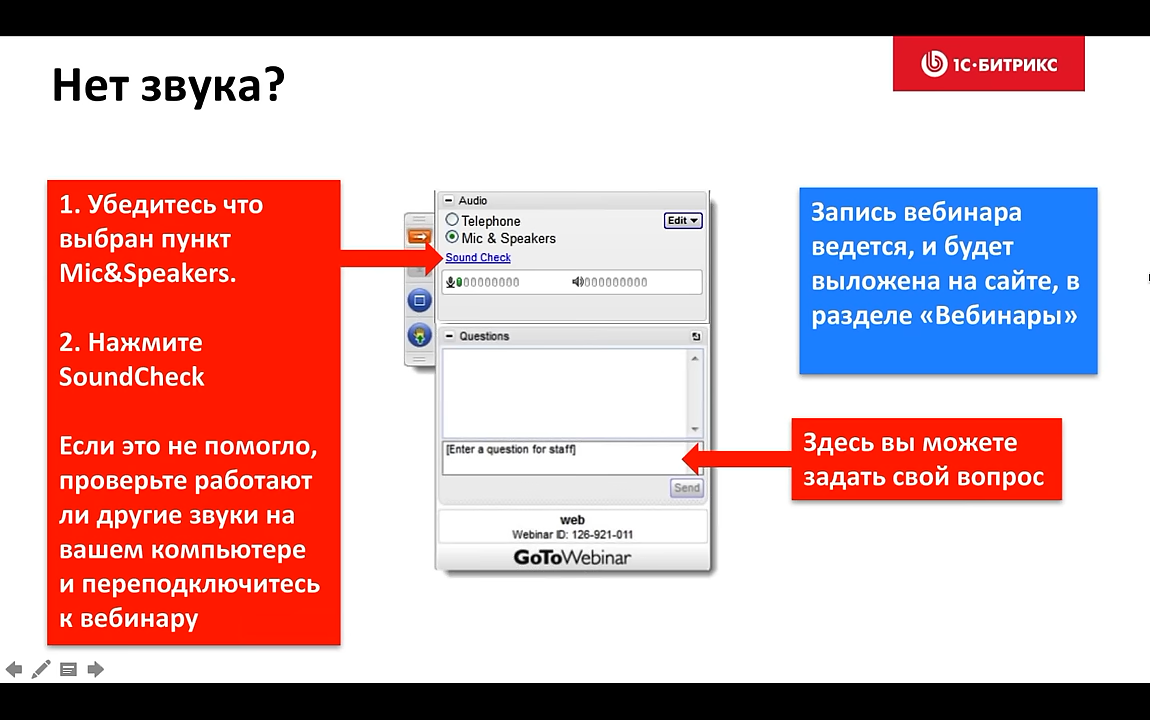 Нет звука?
1С·БИТРИКС
1. Убедитесь что
выбран пункт
Mic&Speakers.
2. Нажмите
SoundCheck
Если это не помогло,
проверьте работают
ли другие звуки на
вашем компьютере
и переподключитесь
к вебинару
Audio
Telephone
Edit
Mic & Speakers
Sound Check
Questions
[Enter a question for staff]
Send
web
Webinar ID: 126-921-011
GoToWebinar
Запись вебинара
ведется, и будет
выложена на сайте, в
разделе «Вебинары»
Здесь вы можете
задать свой вопрос